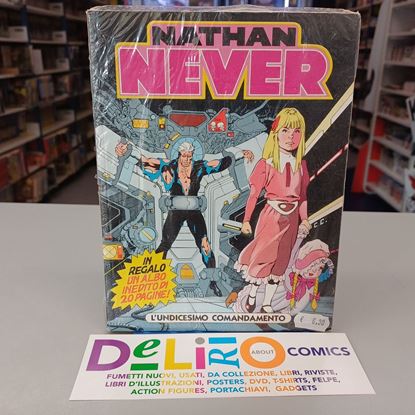 NATHAN
NEVER
IN
REGALO
UN ALBO
INEDITO DI
20 PAGINE!
L'UNDICESIMO COMANDAMENTO
DELIRIO ABOUT COMICS
FUMETTI NUOVI, USATI, DA COLLEZIONE, LIBRI, RIVISTE,
LIBRI D'ILLUSTRAZIONI, POSTERS, DVD, T-SHIRTS, FELPE,
ACTION FIGURES, PORTACHIAVI, GADGETS